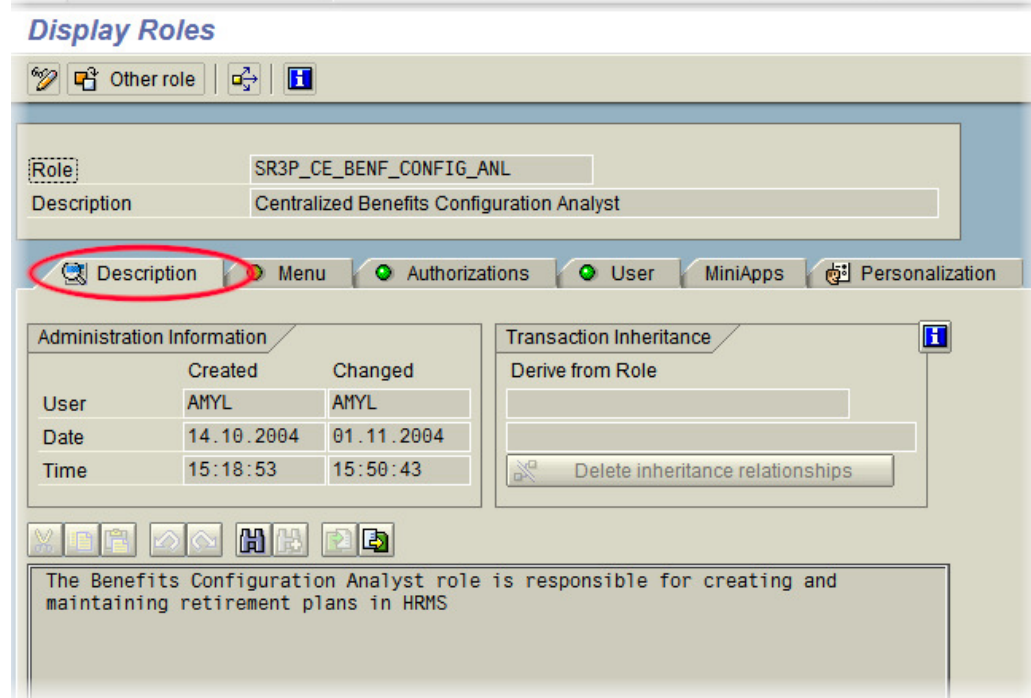 Display Roles
Other role
Role SR3P_CE_BENF_CONFIG_ANL
Description Centralized Benefits Configuration Analyst
Description Menu Authorizations User MiniApps Personalization
Administration Information
Created Changed
User AMYL AMYL
Date 14.10.2004 01.11.2004
Time 15:18:53 15:50:43
Transaction Inheritance
Derive from Role
Delete inheritance relationships
The Benefits Configuration Analyst role is responsible for creating and
maintaining retirement plans in HRMS